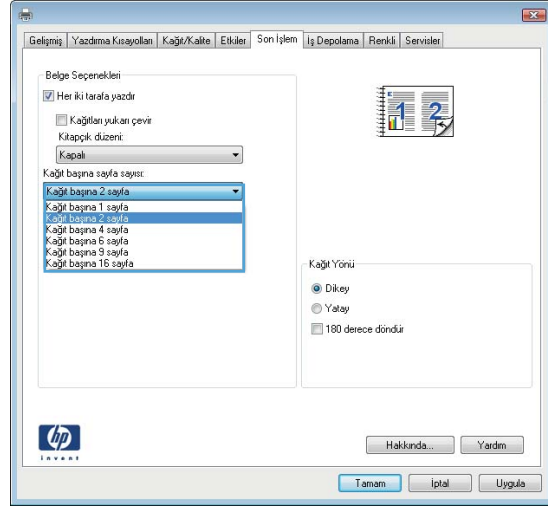 Gelişmiş Yazdırma Kısayolları Kağıt/Kalite Etkiler Son İşlem İş Depolama Renkli Servisler
Belge Seçenekleri
Her iki tarafa yazdır
Kağıtları yukarı çevir
Kitapçık düzeni:
Kapalı
Kağıt başına sayfa sayısı:
Kağıt başına 2 sayfa
Kağıt başına 1 sayfa
Kağıt başına 2 sayfa
Kağıt başına 4 sayfa
Kağıt başına 6 sayfa
Kağıt başına 9 sayfa
Kağıt başına 16 sayfa
1 2
Kağıt Yönü
Dikey
Yatay
180 derece döndür
hp
invent
Hakkında... Yardım
Tamam İptal Uygula